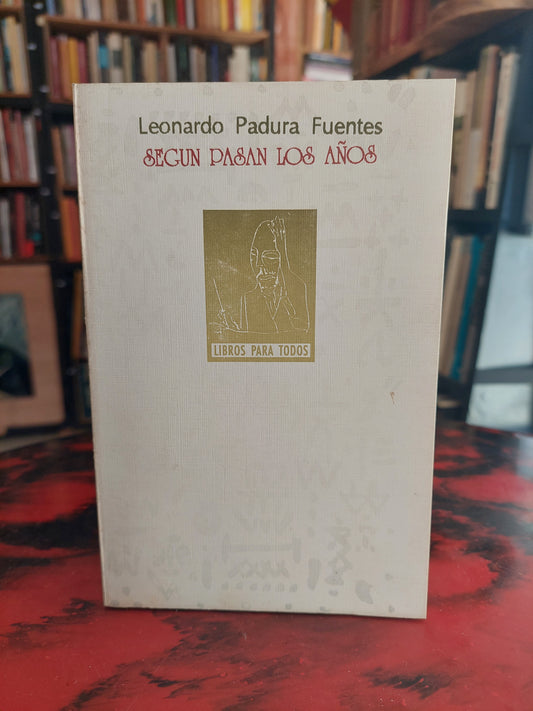 Leonardo Padura Fuentes
SEGUN PASAN LOS AÑOS
LIBROS PARA TODOS